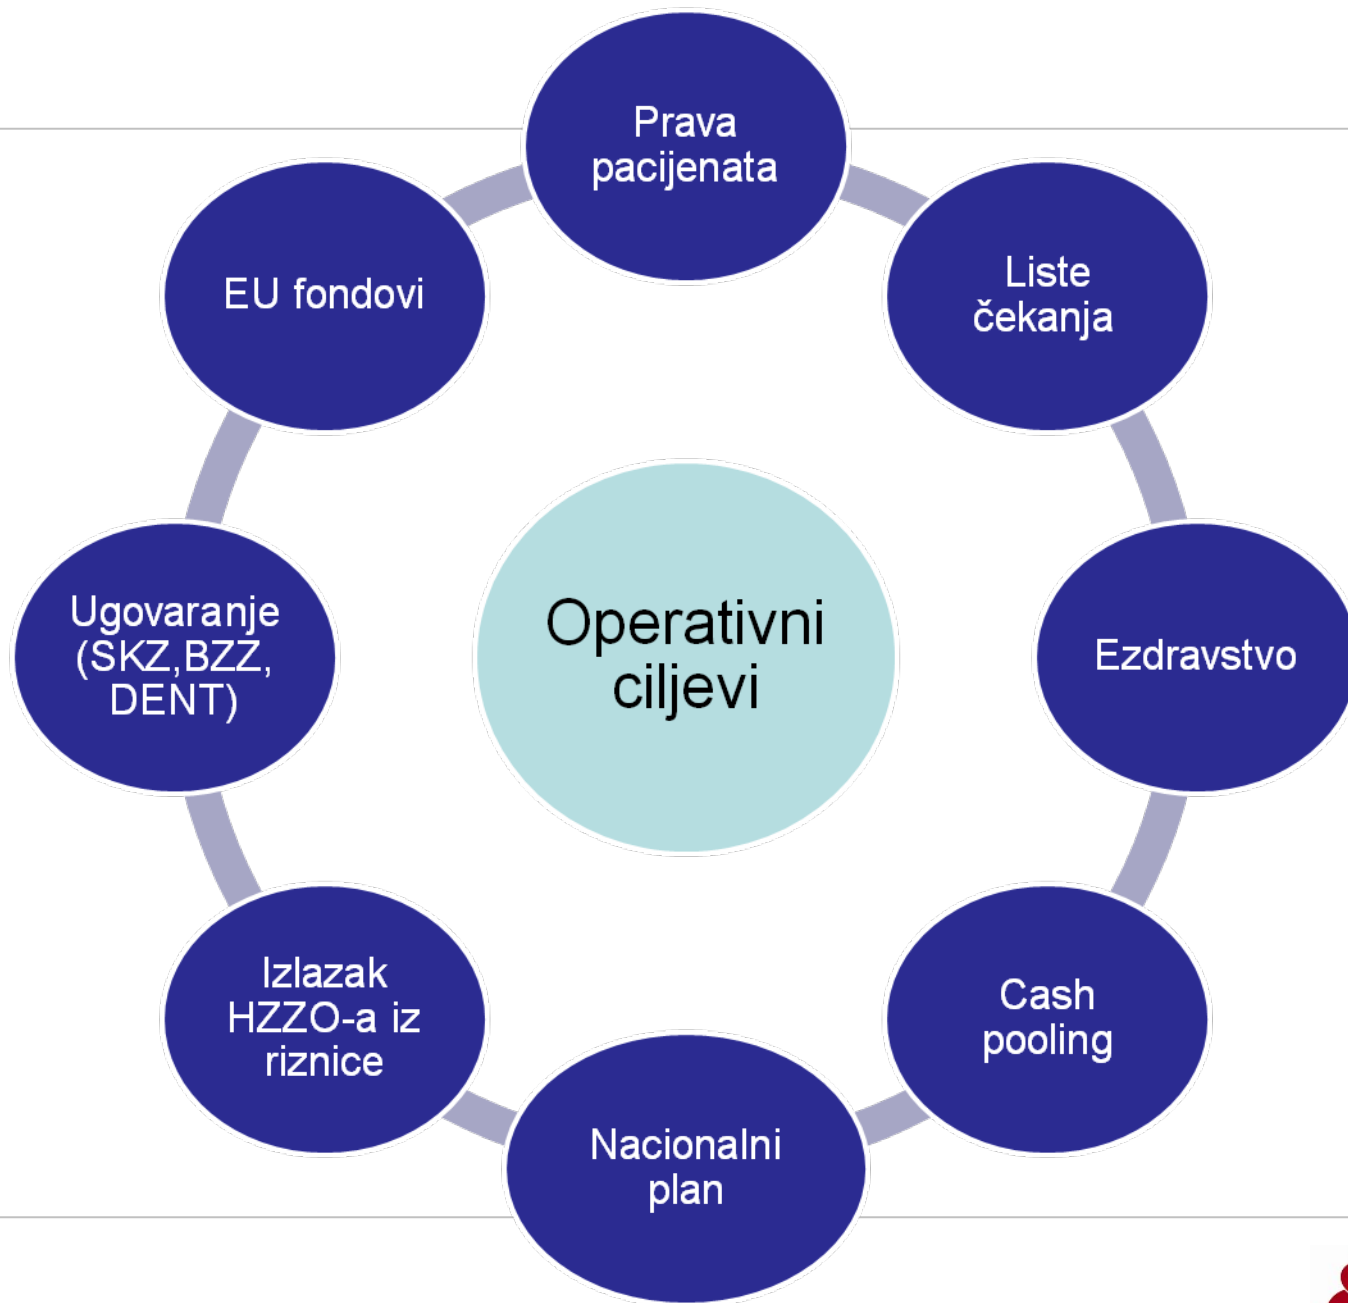 Prava
pacijenata
Liste
čekanja
Ezdravstvo
Cash
pooling
Nacionalni
plan
Izlazak
HZZO-a iz
riznice
Ugovaranje
(SKZ,BZZ,
DENT)
EU fondovi
Operativni
ciljevi